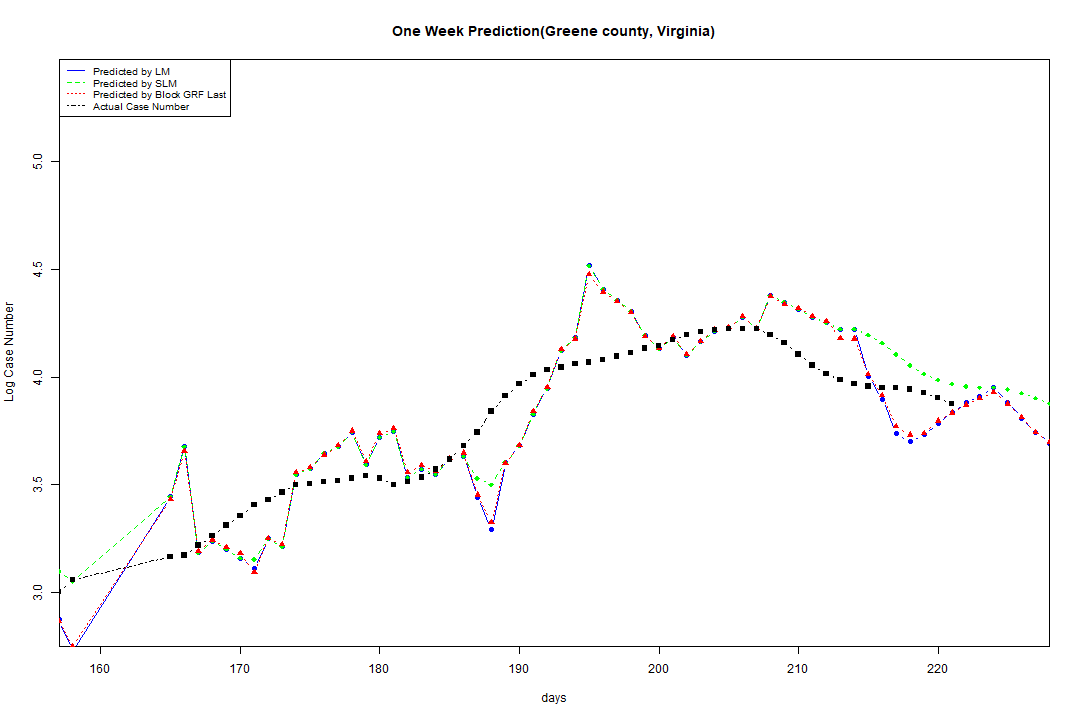 One Week Prediction(Greene county, Virginia)
Predicted by LM
Predicted by SLM
Predicted by Block GRF Last
Actual Case Number
Log Case Number
5.0
4.5
4.0
3.5
3.0
160 170 180 190 200 210 220
days